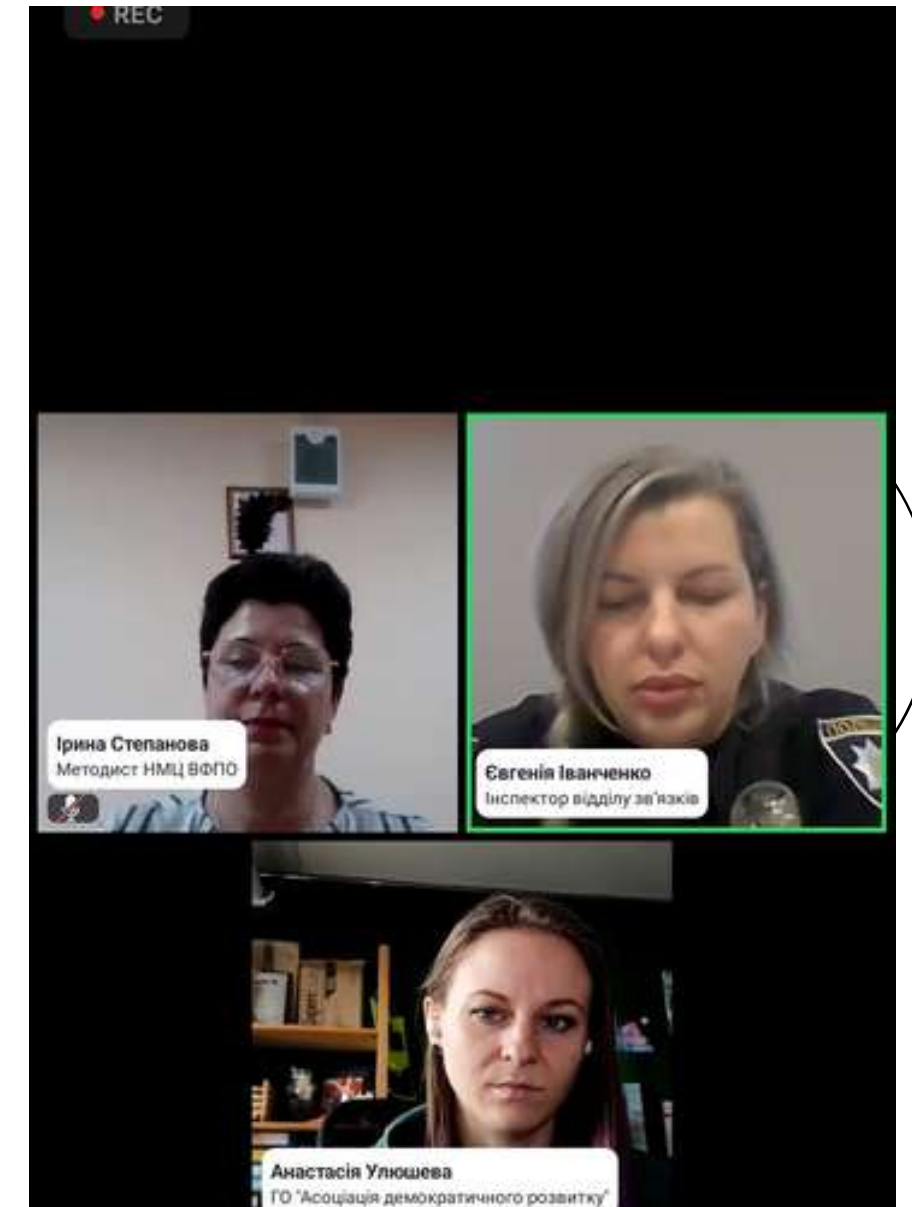 REC
Ірина Степанова
Методист НМЦ ВФПО
Євгенія Іванченко
Інспектор відділу зв'язків
Анастасія Улюшева
ГО "Асоціація демократичного розвитку"